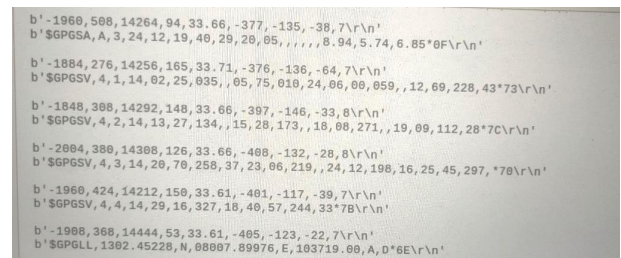 b'-1960,508,14264,94,33.66,-377,-135,-38,7\r\n'
b'$GPGSA,A,3,24,12,19,40,29,20,05,,,,,,8.94,5.74,6.85*0F\r\n'
b'-1884,276,14256,165,33.71,-376,-136,-64,7\r\n'
b'$GPGSV,4,1,14,02,25,035,,05,75,010,24,06,00,059,,12,69,228,43*73\r\n'
b'-1848,308,14292,148,33.66,-397,-146,-33,8\r\n'
b'$GPGSV,4,2,14,13,27,134,,15,28,173,,18,08,271,,19,09,112,28*7C\r\n'
b'-2004,380,14308,126,33.66,-408,-132,-28,8\r\n'
b'$GPGSV,4,3,14,20,70,258,37,23,06,219,,24,12,198,16,25,45,297,*70\r\n'
b'-1960,424,14212,150,33.61,-401,-117,-39,7\r\n'
b'$GPGSV,4,4,14,29,16,327,18,40,57,244,33*7B\r\n'
b'-1908,368,14444,53,33.61,-405,-123,-22,7\r\n'
b'$GPGLL,1302.45228,N,08007.89976,E,103719.00,A,D*6E\r\n'